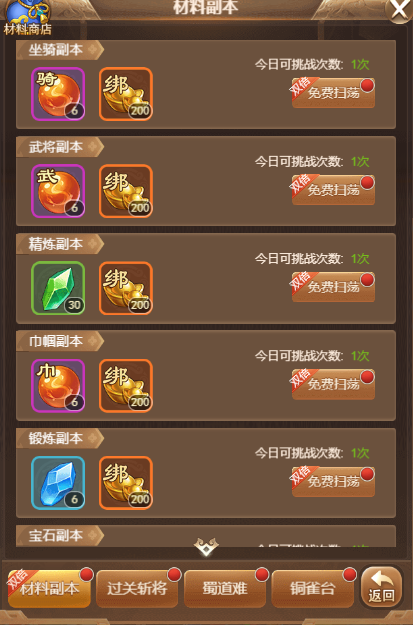 材料副本
材料商店
坐骑副本
今日可挑战次数: 1次
骑
6
绑
200
双倍
免费扫荡
武将副本
今日可挑战次数: 1次
武
6
绑
200
双倍
免费扫荡
精炼副本
今日可挑战次数: 1次
30
绑
200
双倍
免费扫荡
巾帼副本
今日可挑战次数: 1次
巾
6
绑
200
双倍
免费扫荡
锻炼副本
今日可挑战次数: 1次
6
绑
200
双倍
免费扫荡
宝石副本
今日可挑战次数: 1次
双倍
材料副本
过关斩将
蜀道难
铜雀台
返回